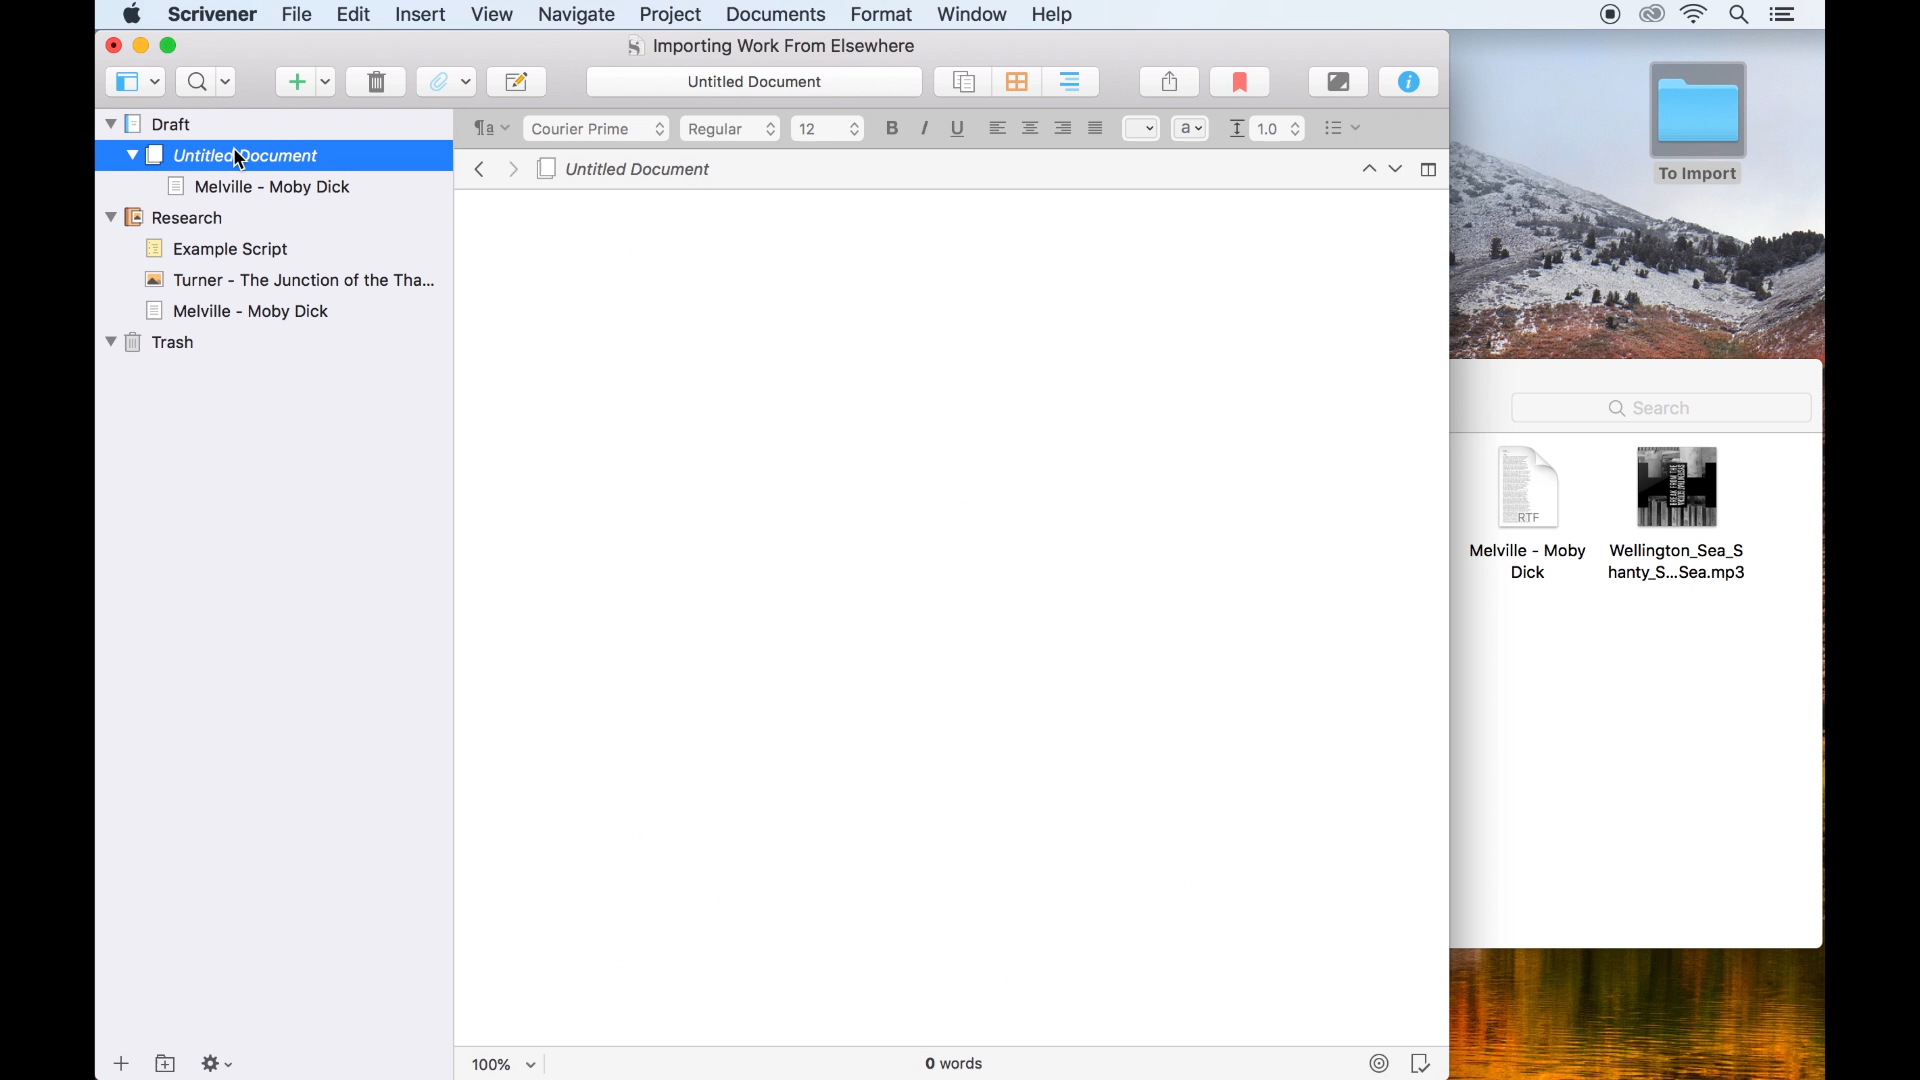 Scrivener File Edit Insert View Navigate Project Documents Format Window Help
Importing Work From Elsewhere
Untitled Document
Draft
Untitled Document
Melville - Moby Dick
Research
Example Script
Turner - The Junction of the Tha...
Melville - Moby Dick
Trash
¶a Courier Prime Regular 12 B I U a 1.0
Untitled Document
100%
0 words
To Import
Search
RTF
Melville - Moby
Dick
BREAK FROM THE
Wellington_Sea_S
hanty_S...Sea.mp3